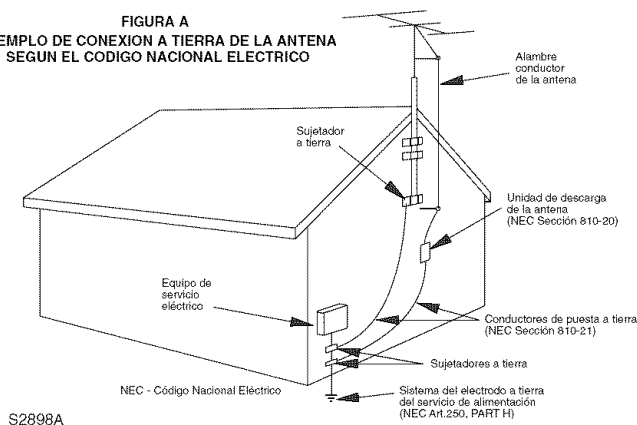 FIGURA A
EMPLO DE CONEXION A TIERRA DE LA ANTENA
SEGUN EL CODIGO NACIONAL ELECTRICO
Alambre
conductor
de la antena
Sujetador
a tierra
Unidad de descarga
de la antena
(NEC Sección 810-20)
Equipo de
servicio
eléctrico
Conductores de puesta a tierra
(NEC Sección 810-21)
Sujetadores a tierra
NEC - Código Nacional Eléctrico
Sistema del electrodo a tierra
del servicio de alimentación
(NEC Art.250, PART H)
S2898A